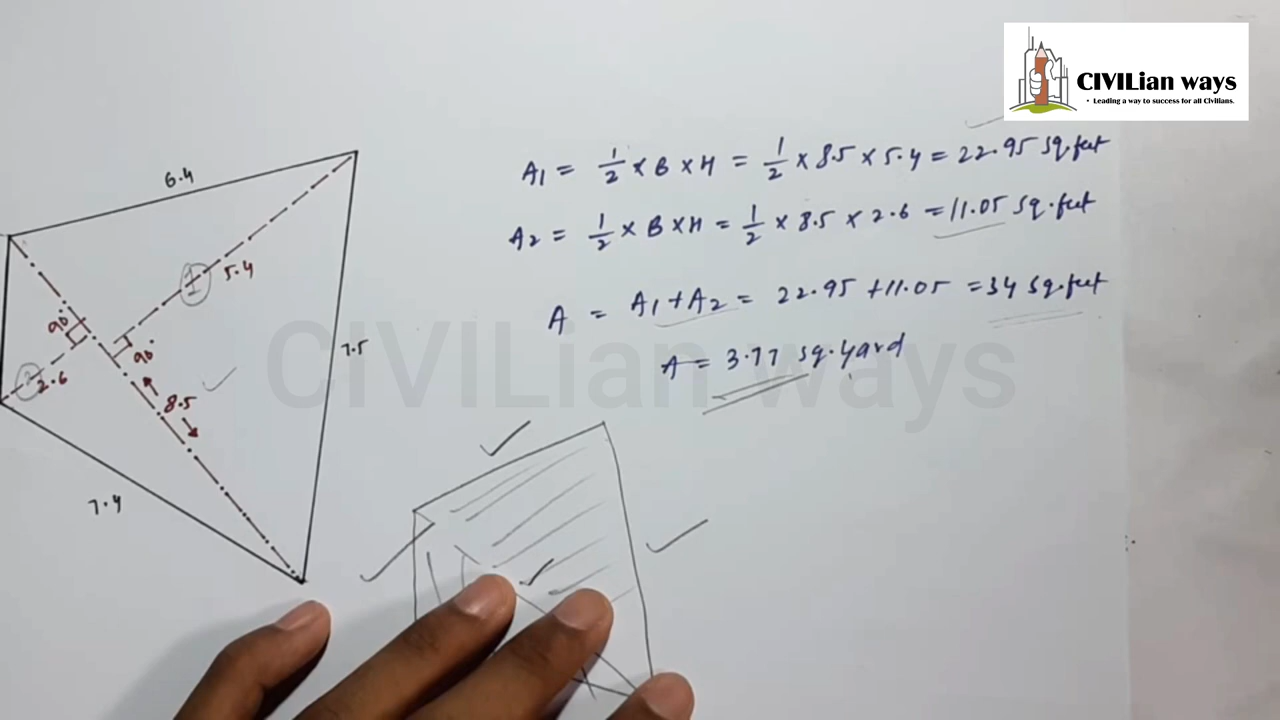 CIVILian ways
• Leading a way to success for all Civilians.
6.4
5.4
1
90°
90°
2
2.6
8.5
7.5
7.4
A1 = 1/2 × B × H = 1/2 × 8.5 × 5.4 = 22.95 sq.feet
A2 = 1/2 × B × H = 1/2 × 8.5 × 2.6 = 11.05 sq.feet
A = A1 + A2 = 22.95 + 11.05 = 34 sq.feet
A = 3.77 sq.yard
CIVILian ways